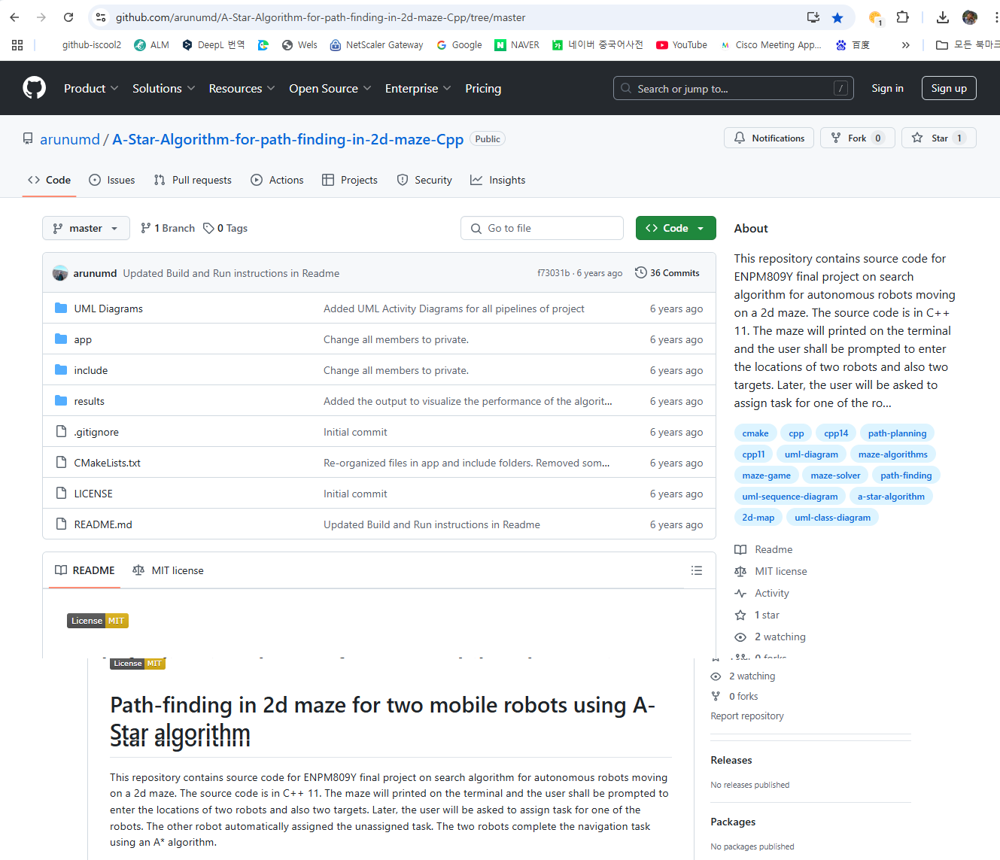 github.com/arunumd/A-Star-Algorithm-for-path-finding-in-2d-maze-Cpp/tree/master
1
github-iscool2 ALM DeepL 번역 Wels NetScaler Gateway Google NAVER 네이버 중국어사전 YouTube Cisco Meeting App... 百度 » 모든 북마크
Product Solutions Resources Open Source Enterprise Pricing Search or jump to... / Sign in Sign up
arunumd / A-Star-Algorithm-for-path-finding-in-2d-maze-Cpp Public Notifications Fork 0 Star 1
Code Issues Pull requests Actions Projects Security Insights
master 1 Branch 0 Tags Go to file Code
arunumd Updated Build and Run instructions in Readme f73031b · 6 years ago 36 Commits
UML Diagrams Added UML Activity Diagrams for all pipelines of project 6 years ago
app Change all members to private. 6 years ago
include Change all members to private. 6 years ago
results Added the output to visualize the performance of the algorit... 6 years ago
.gitignore Initial commit 6 years ago
CMakeLists.txt Re-organized files in app and include folders. Removed som... 6 years ago
LICENSE Initial commit 6 years ago
README.md Updated Build and Run instructions in Readme 6 years ago
README MIT license
License MIT
License MIT
Path-finding in 2d maze for two mobile robots using A-
Star algorithm
This repository contains source code for ENPM809Y final project on search algorithm for autonomous robots moving
on a 2d maze. The source code is in C++ 11. The maze will printed on the terminal and the user shall be prompted to
enter the locations of two robots and also two targets. Later, the user will be asked to assign task for one of the
robots. The other robot automatically assigned the unassigned task. The two robots complete the navigation task
using an A* algorithm.
About
This repository contains source code for
ENPM809Y final project on search
algorithm for autonomous robots moving
on a 2d maze. The source code is in C++
11. The maze will printed on the terminal
and the user shall be prompted to enter
the locations of two robots and also two
targets. Later, the user will be asked to
assign task for one of the ro...
cmake cpp cpp14 path-planning
cpp11 uml-diagram maze-algorithms
maze-game maze-solver path-finding
uml-sequence-diagram a-star-algorithm
2d-map uml-class-diagram
Readme
MIT license
Activity
1 star
2 watching
0 forks
2 watching
0 forks
Report repository
Releases
No releases published
Packages
No packages published